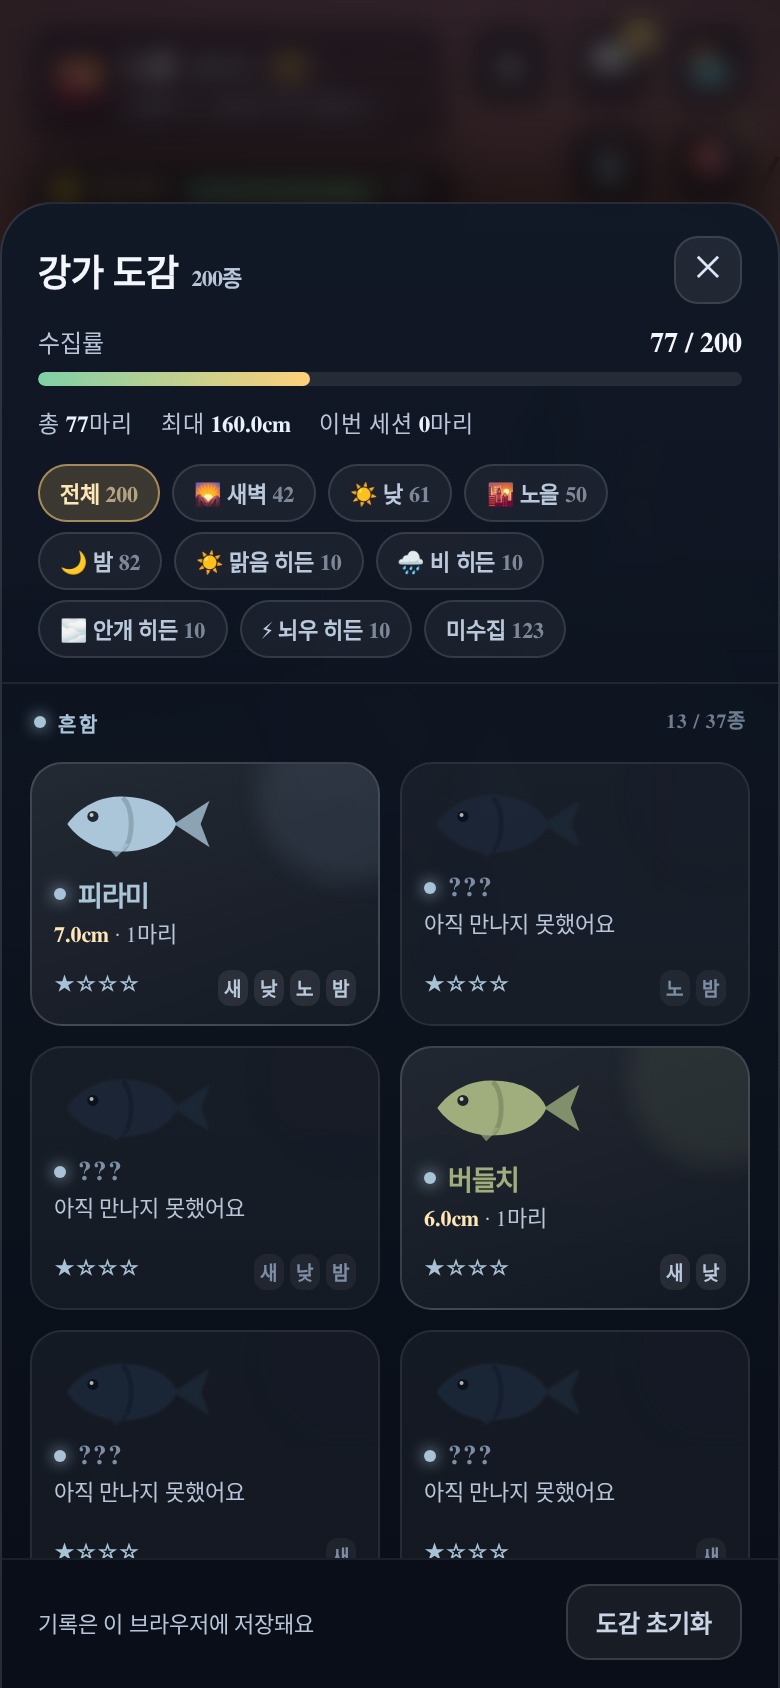 강가 도감 200종
수집률 77 / 200
총 77마리 최대 160.0cm 이번 세션 0마리
전체 200 🌄 새벽 42 ☀️ 낮 61 🌇 노을 50
🌙 밤 82 ☀️ 맑음 히든 10 🌧️ 비 히든 10
🌫️ 안개 히든 10 ⚡ 뇌우 히든 10 미수집 123
흔함 13 / 37종
피라미
7.0cm · 1마리
★☆☆☆ 새 낮 노 밤
???
아직 만나지 못했어요
★☆☆☆ 노 밤
???
아직 만나지 못했어요
★☆☆☆ 새 낮 밤
버들치
6.0cm · 1마리
★☆☆☆ 새 낮
???
아직 만나지 못했어요
★☆☆☆ 새
???
아직 만나지 못했어요
★☆☆☆ 새
기록은 이 브라우저에 저장돼요 도감 초기화